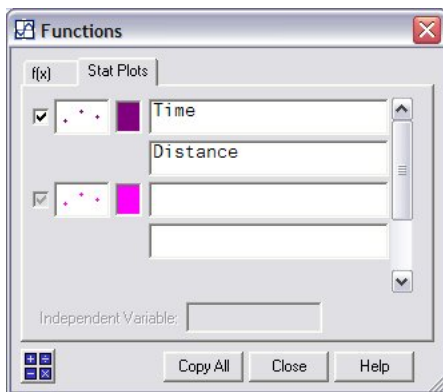 Functions
f(x) Stat Plots
Time
Distance
Independent Variable:
Copy All Close Help